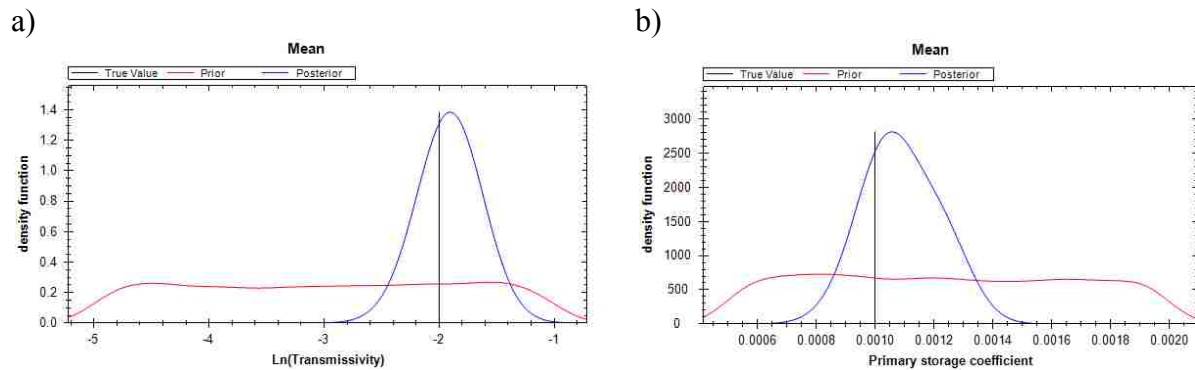 a)
Mean
True Value Prior Posterior
1.4
1.2
1.0
0.8
0.6
0.4
0.2
0.0
density function
-5 -4 -3 -2 -1
Ln(Transmissivity)
b)
Mean
True Value Prior Posterior
3000
2500
2000
1500
1000
500
0
density function
0.0006 0.0008 0.0010 0.0012 0.0014 0.0016 0.0018 0.0020
Primary storage coefficient